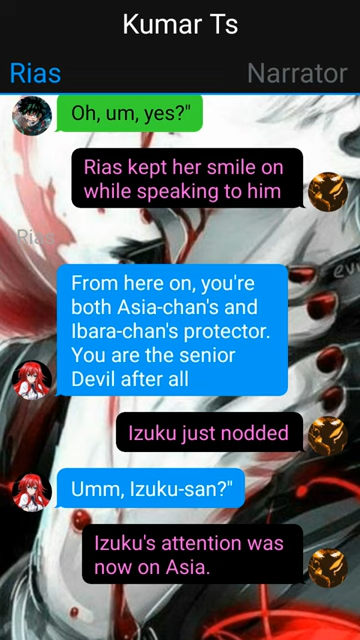 Kumar Ts
Rias
Narrator
Oh, um, yes?"
Rias kept her smile on
while speaking to him
Rias
From here on, you're
both Asia-chan's and
Ibara-chan's protector.
You are the senior
Devil after all
Izuku just nodded
Umm, Izuku-san?"
Izuku's attention was
now on Asia.